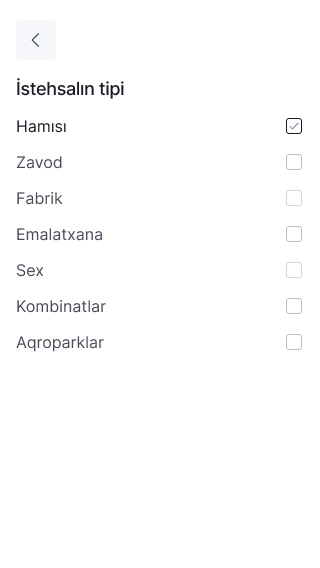 İstehsalın tipi
Hamısı
Zavod
Fabrik
Emalatxana
Sex
Kombinatlar
Aqroparklar